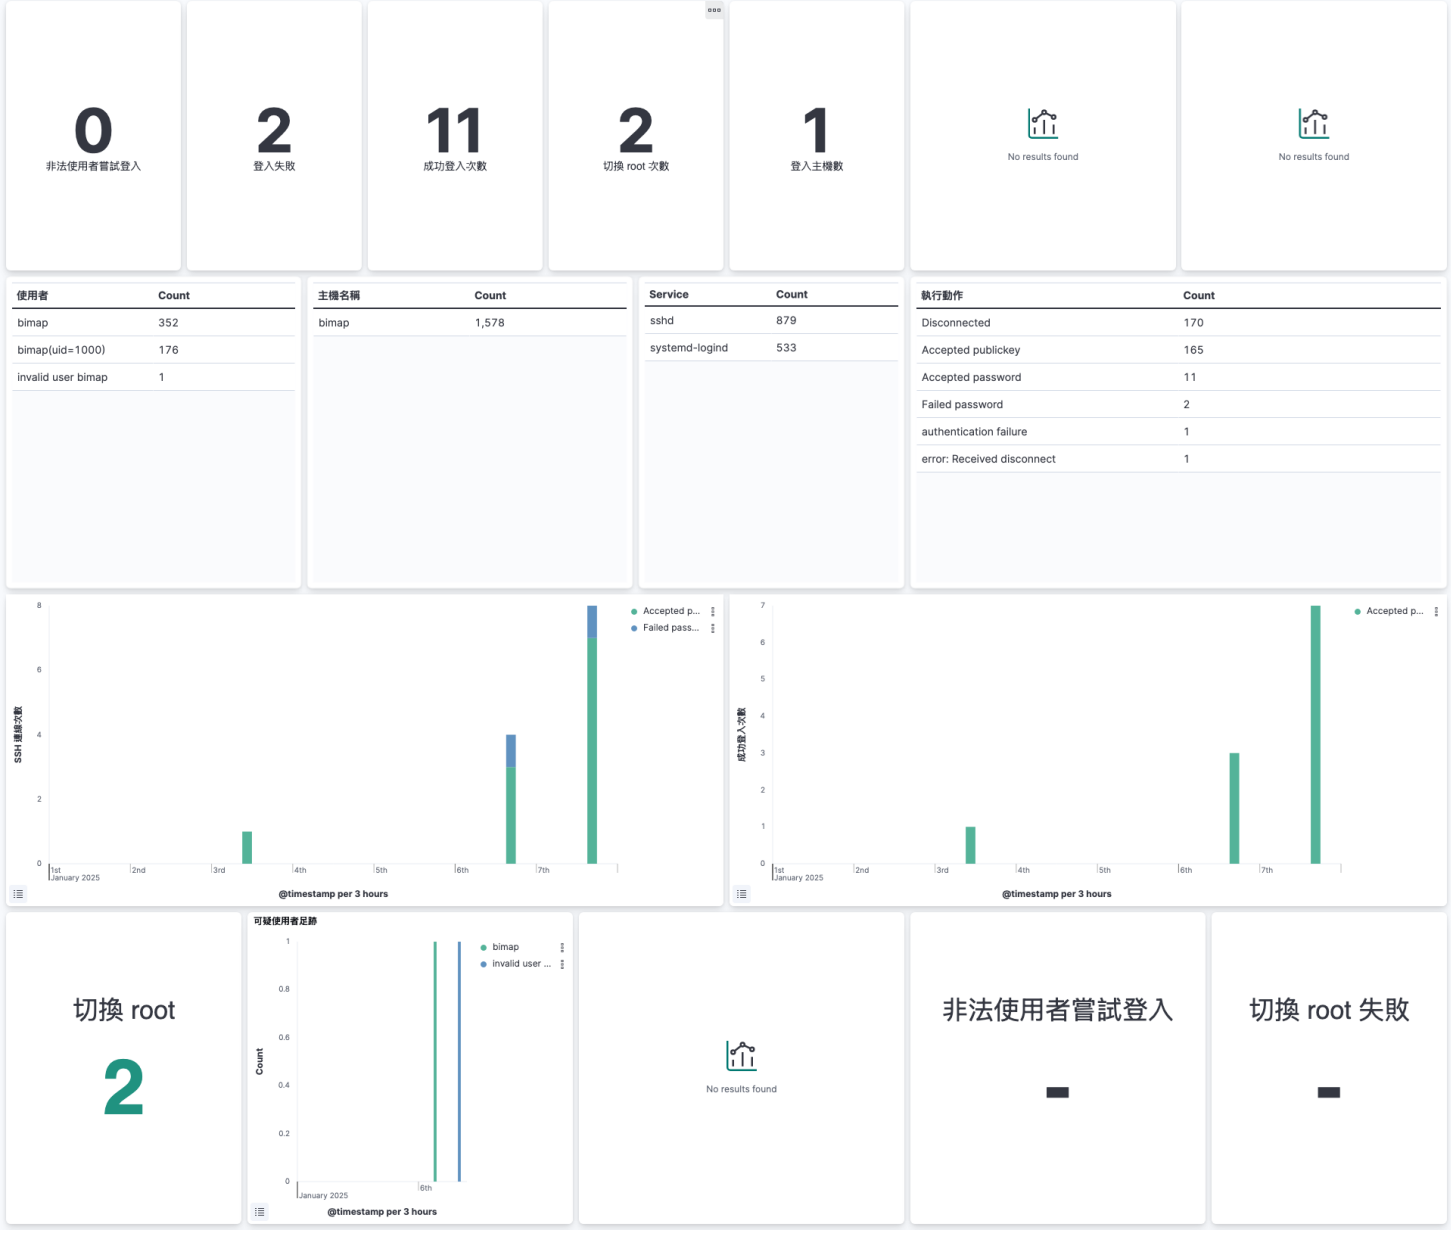 0
非法使用者嘗試登入
2
登入失敗
11
成功登入次數
2
切換 root 次數
1
登入主機數
No results found
No results found
使用者 Count
bimap 352
bimap(uid=1000) 176
invalid user bimap 1
主機名稱 Count
bimap 1,578
Service Count
sshd 879
systemd-logind 533
執行動作 Count
Disconnected 170
Accepted publickey 165
Accepted password 11
Failed password 2
authentication failure 1
error: Received disconnect 1
SSH 連線次數
8
6
4
2
0
1st 2nd 3rd 4th 5th 6th 7th
January 2025
@timestamp per 3 hours
Accepted p...
Failed pass...
成功登入次數
7
6
5
4
3
2
1
0
1st 2nd 3rd 4th 5th 6th 7th
January 2025
@timestamp per 3 hours
Accepted p...
切換 root
2
可疑使用者足跡
Count
1
0.8
0.6
0.4
0.2
0
6th
January 2025
@timestamp per 3 hours
bimap
invalid user ...
No results found
非法使用者嘗試登入
-
切換 root 失敗
-